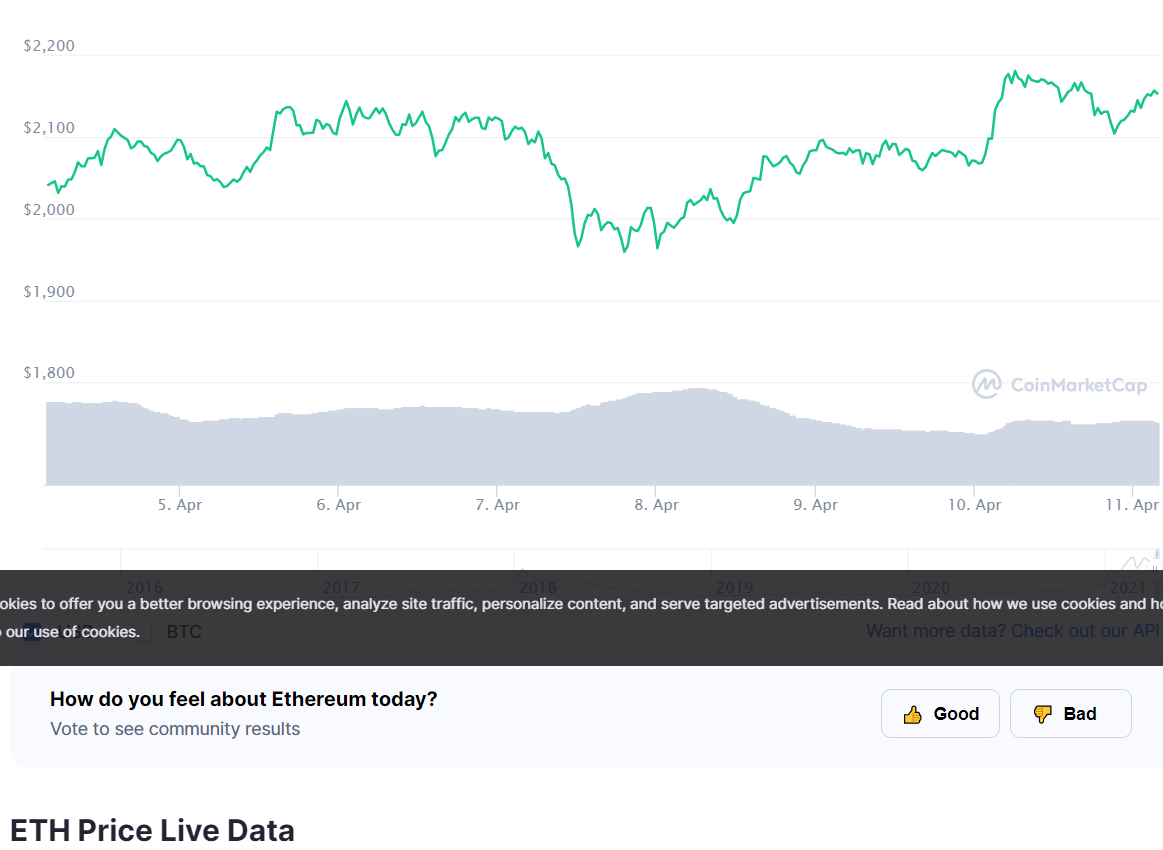 $2,200
$2,100
$2,000
$1,900
$1,800
CoinMarketCap
5. Apr 6. Apr 7. Apr 8. Apr 9. Apr 10. Apr 11. Apr
2016 2017 2018 2019 2020 2021
okies to offer you a better browsing experience, analyze site traffic, personalize content, and serve targeted advertisements. Read about how we use cookies and ho
our use of cookies.
USD BTC Want more data? Check out our API
How do you feel about Ethereum today?
Vote to see community results
Good Bad
ETH Price Live Data